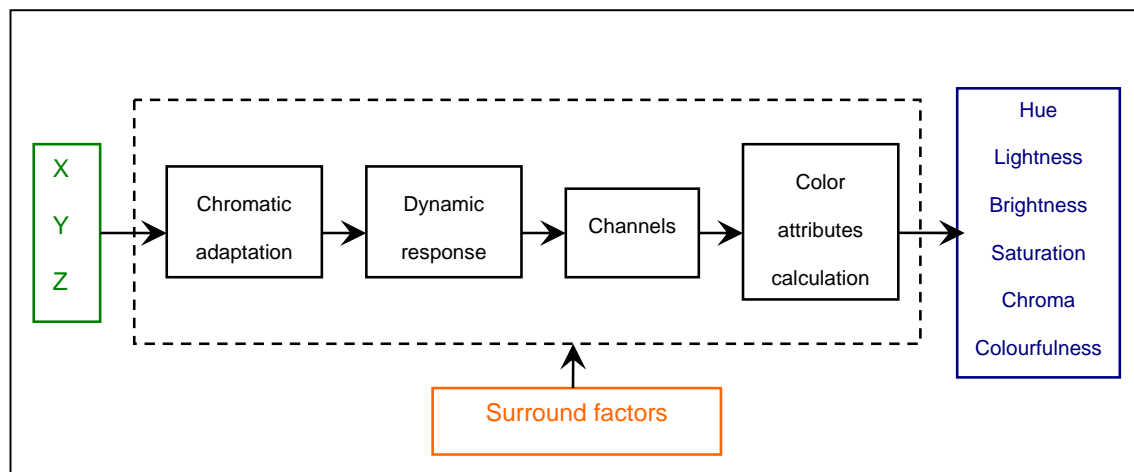 X
Y
Z
Chromatic
adaptation
Dynamic
response
Channels
Color
attributes
calculation
Hue
Lightness
Brightness
Saturation
Chroma
Colourfulness
Surround factors